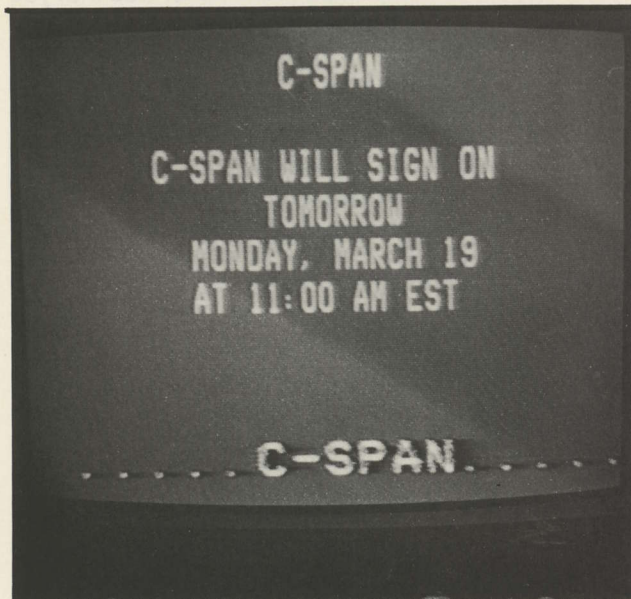 C-SPAN
C-SPAN WILL SIGN ON
TOMORROW
MONDAY, MARCH 19
AT 11:00 AM EST
.....C-SPAN......